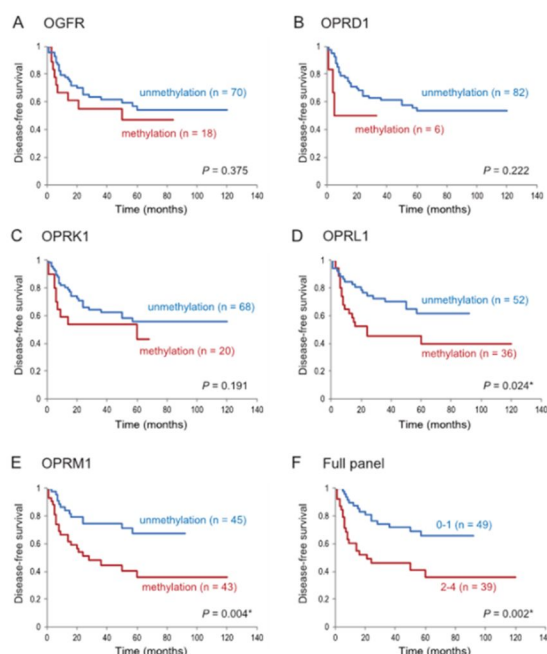 A OGFR
Disease-free survival
1
0.8
0.6
0.4
0.2
0
unmethylation (n = 70)
methylation (n = 18)
P = 0.375
0 20 40 60 80 100 120 140
Time (months)
B OPRD1
Disease-free survival
1
0.8
0.6
0.4
0.2
0
unmethylation (n = 82)
methylation (n = 6)
P = 0.222
0 20 40 60 80 100 120 140
Time (months)
C OPRK1
Disease-free survival
1
0.8
0.6
0.4
0.2
0
unmethylation (n = 68)
methylation (n = 20)
P = 0.191
0 20 40 60 80 100 120 140
Time (months)
D OPRL1
Disease-free survival
1
0.8
0.6
0.4
0.2
0
unmethylation (n = 52)
methylation (n = 36)
P = 0.024*
0 20 40 60 80 100 120 140
Time (months)
E OPRM1
Disease-free survival
1
0.8
0.6
0.4
0.2
0
unmethylation (n = 45)
methylation (n = 43)
P = 0.004*
0 20 40 60 80 100 120 140
Time (months)
F Full panel
Disease-free survival
1
0.8
0.6
0.4
0.2
0
0-1 (n = 49)
2-4 (n = 39)
P = 0.002*
0 20 40 60 80 100 120 140
Time (months)